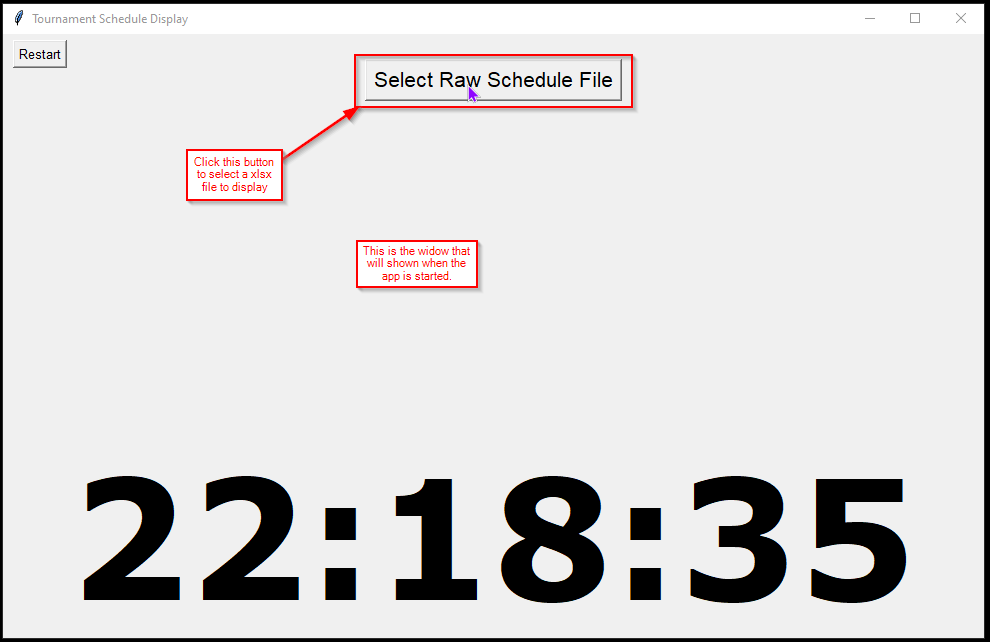 Tournament Schedule Display
Restart
Select Raw Schedule File
Click this button
to select a xlsx
file to display
This is the widow that
will shown when the
app is started.
22:18:35